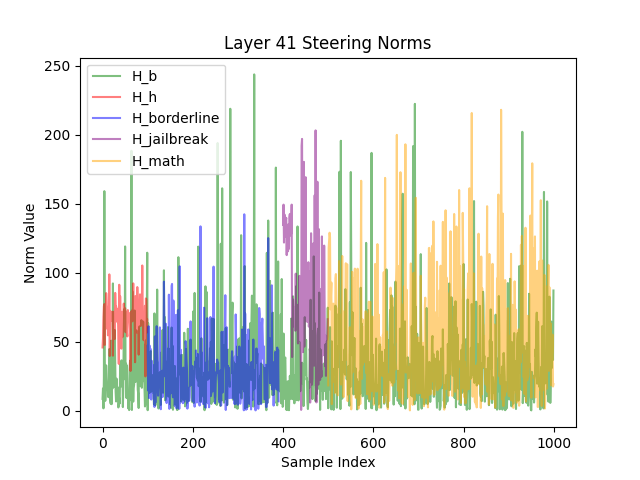 Layer 41 Steering Norms
Norm Value
250
200
150
100
50
0
H_b
H_h
H_borderline
H_jailbreak
H_math
0
200
400
600
800
1000
Sample Index